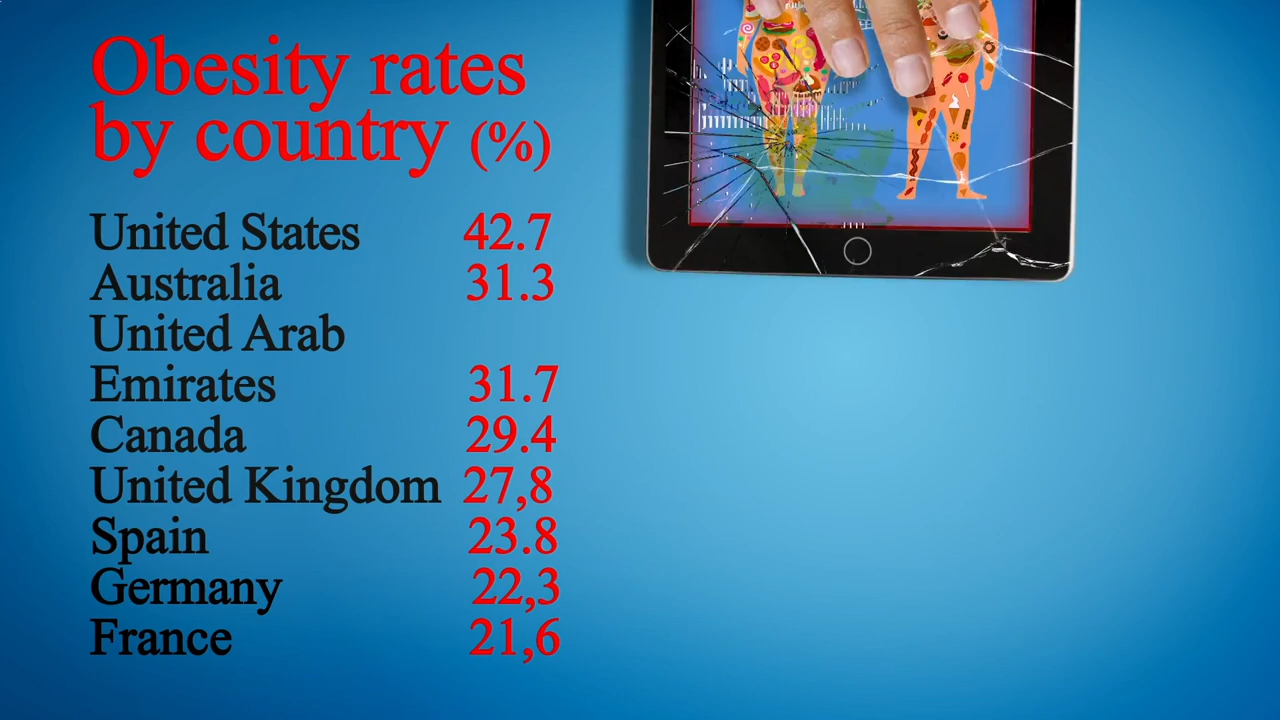 Obesity rates
by country (%)
United States 42.7
Australia 31.3
United Arab
Emirates 31.7
Canada 29.4
United Kingdom 27,8
Spain 23.8
Germany 22,3
France 21,6